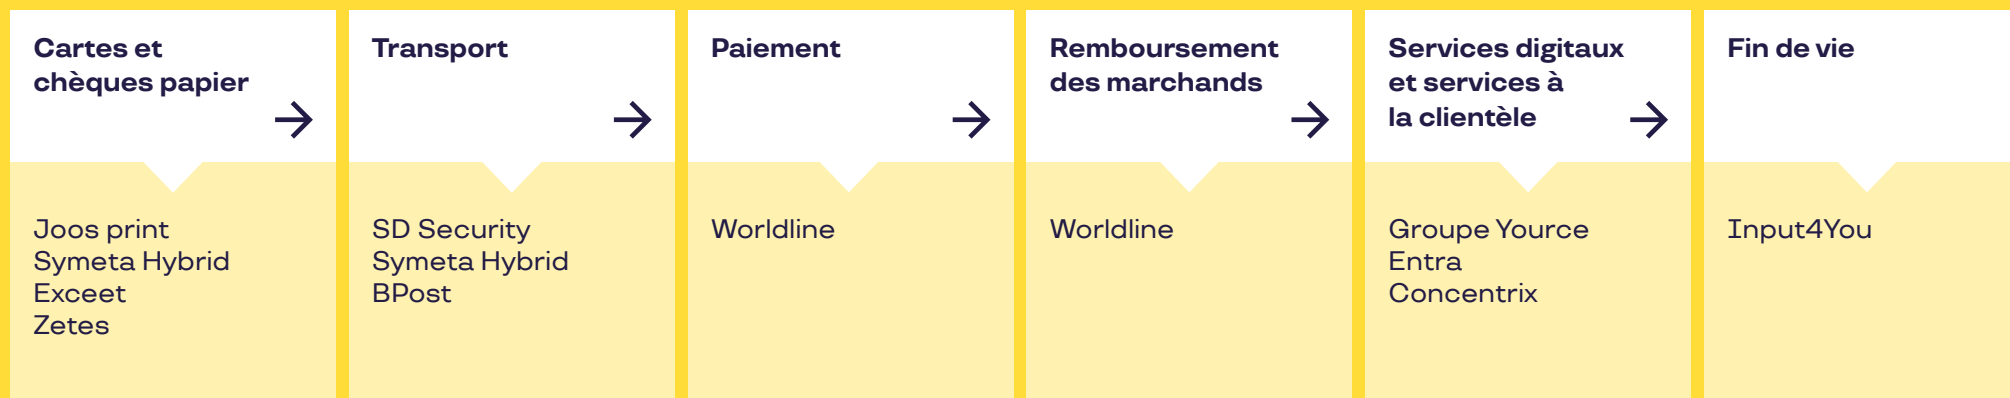 Cartes et
chèques papier
Joos print
Symeta Hybrid
Exceet
Zetes
Transport
SD Security
Symeta Hybrid
BPost
Paiement
Worldline
Remboursement
des marchands
Worldline
Services digitaux
et services à
la clientèle
Groupe Yource
Entra
Concentrix
Fin de vie
Input4You